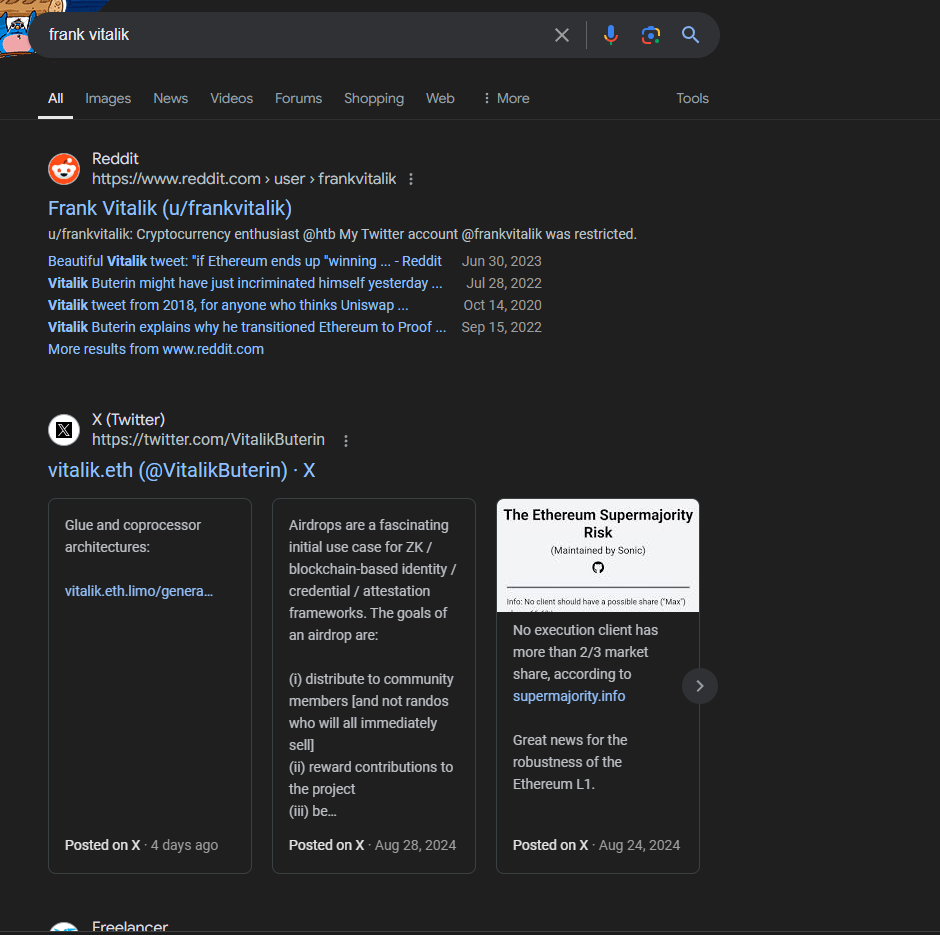 frank vitalik
All Images News Videos Forums Shopping Web More Tools
Reddit
https://www.reddit.com › user › frankvitalik
Frank Vitalik (u/frankvitalik)
u/frankvitalik: Cryptocurrency enthusiast @htb My Twitter account @frankvitalik was restricted.
Beautiful Vitalik tweet: "if Ethereum ends up "winning ... - Reddit Jun 30, 2023
Vitalik Buterin might have just incriminated himself yesterday ... Jul 28, 2022
Vitalik tweet from 2018, for anyone who thinks Uniswap ... Oct 14, 2020
Vitalik Buterin explains why he transitioned Ethereum to Proof ... Sep 15, 2022
More results from www.reddit.com
X (Twitter)
https://twitter.com/VitalikButerin
vitalik.eth (@VitalikButerin) · X
Glue and coprocessor
architectures:
vitalik.eth.limo/genera...
Posted on X · 4 days ago
Airdrops are a fascinating
initial use case for ZK /
blockchain-based identity /
credential / attestation
frameworks. The goals of
an airdrop are:
(i) distribute to community
members [and not randos
who will all immediately
sell]
(ii) reward contributions to
the project
(iii) be...
Posted on X · Aug 28, 2024
The Ethereum Supermajority
Risk
(Maintained by Sonic)
Info: No client should have a possible share ("Max")
No execution client has
more than 2/3 market
share, according to
supermajority.info
Great news for the
robustness of the
Ethereum L1.
Posted on X · Aug 24, 2024
Freelancer